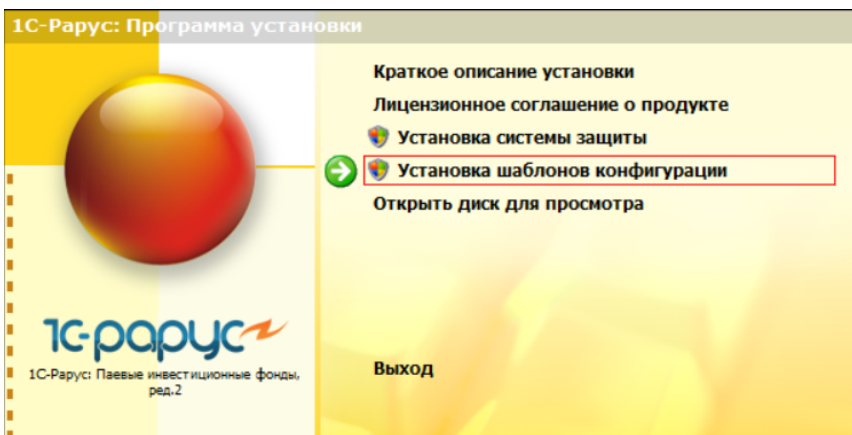 1С-Рарус: Программа установки
Краткое описание установки
Лицензионное соглашение о продукте
Установка системы защиты
Установка шаблонов конфигурации
Открыть диск для просмотра
1С-рарус
1С-Рарус: Паевые инвестиционные фонды,
ред.2
Выход